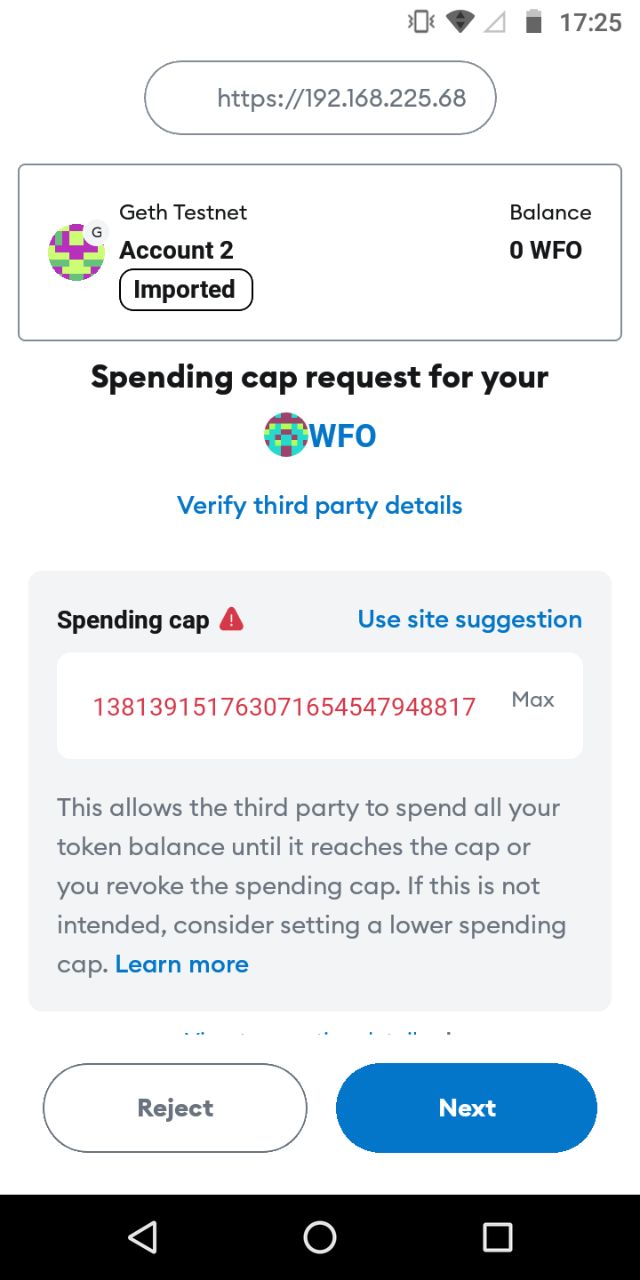 17:25
https://192.168.225.68
G
Geth Testnet
Balance
Account 2
0 WFO
Imported
Spending cap request for your
WFO
Verify third party details
Spending cap
Use site suggestion
138139151763071654547948817
Max
This allows the third party to spend all your
token balance until it reaches the cap or
you revoke the spending cap. If this is not
intended, consider setting a lower spending
cap. Learn more
Reject
Next